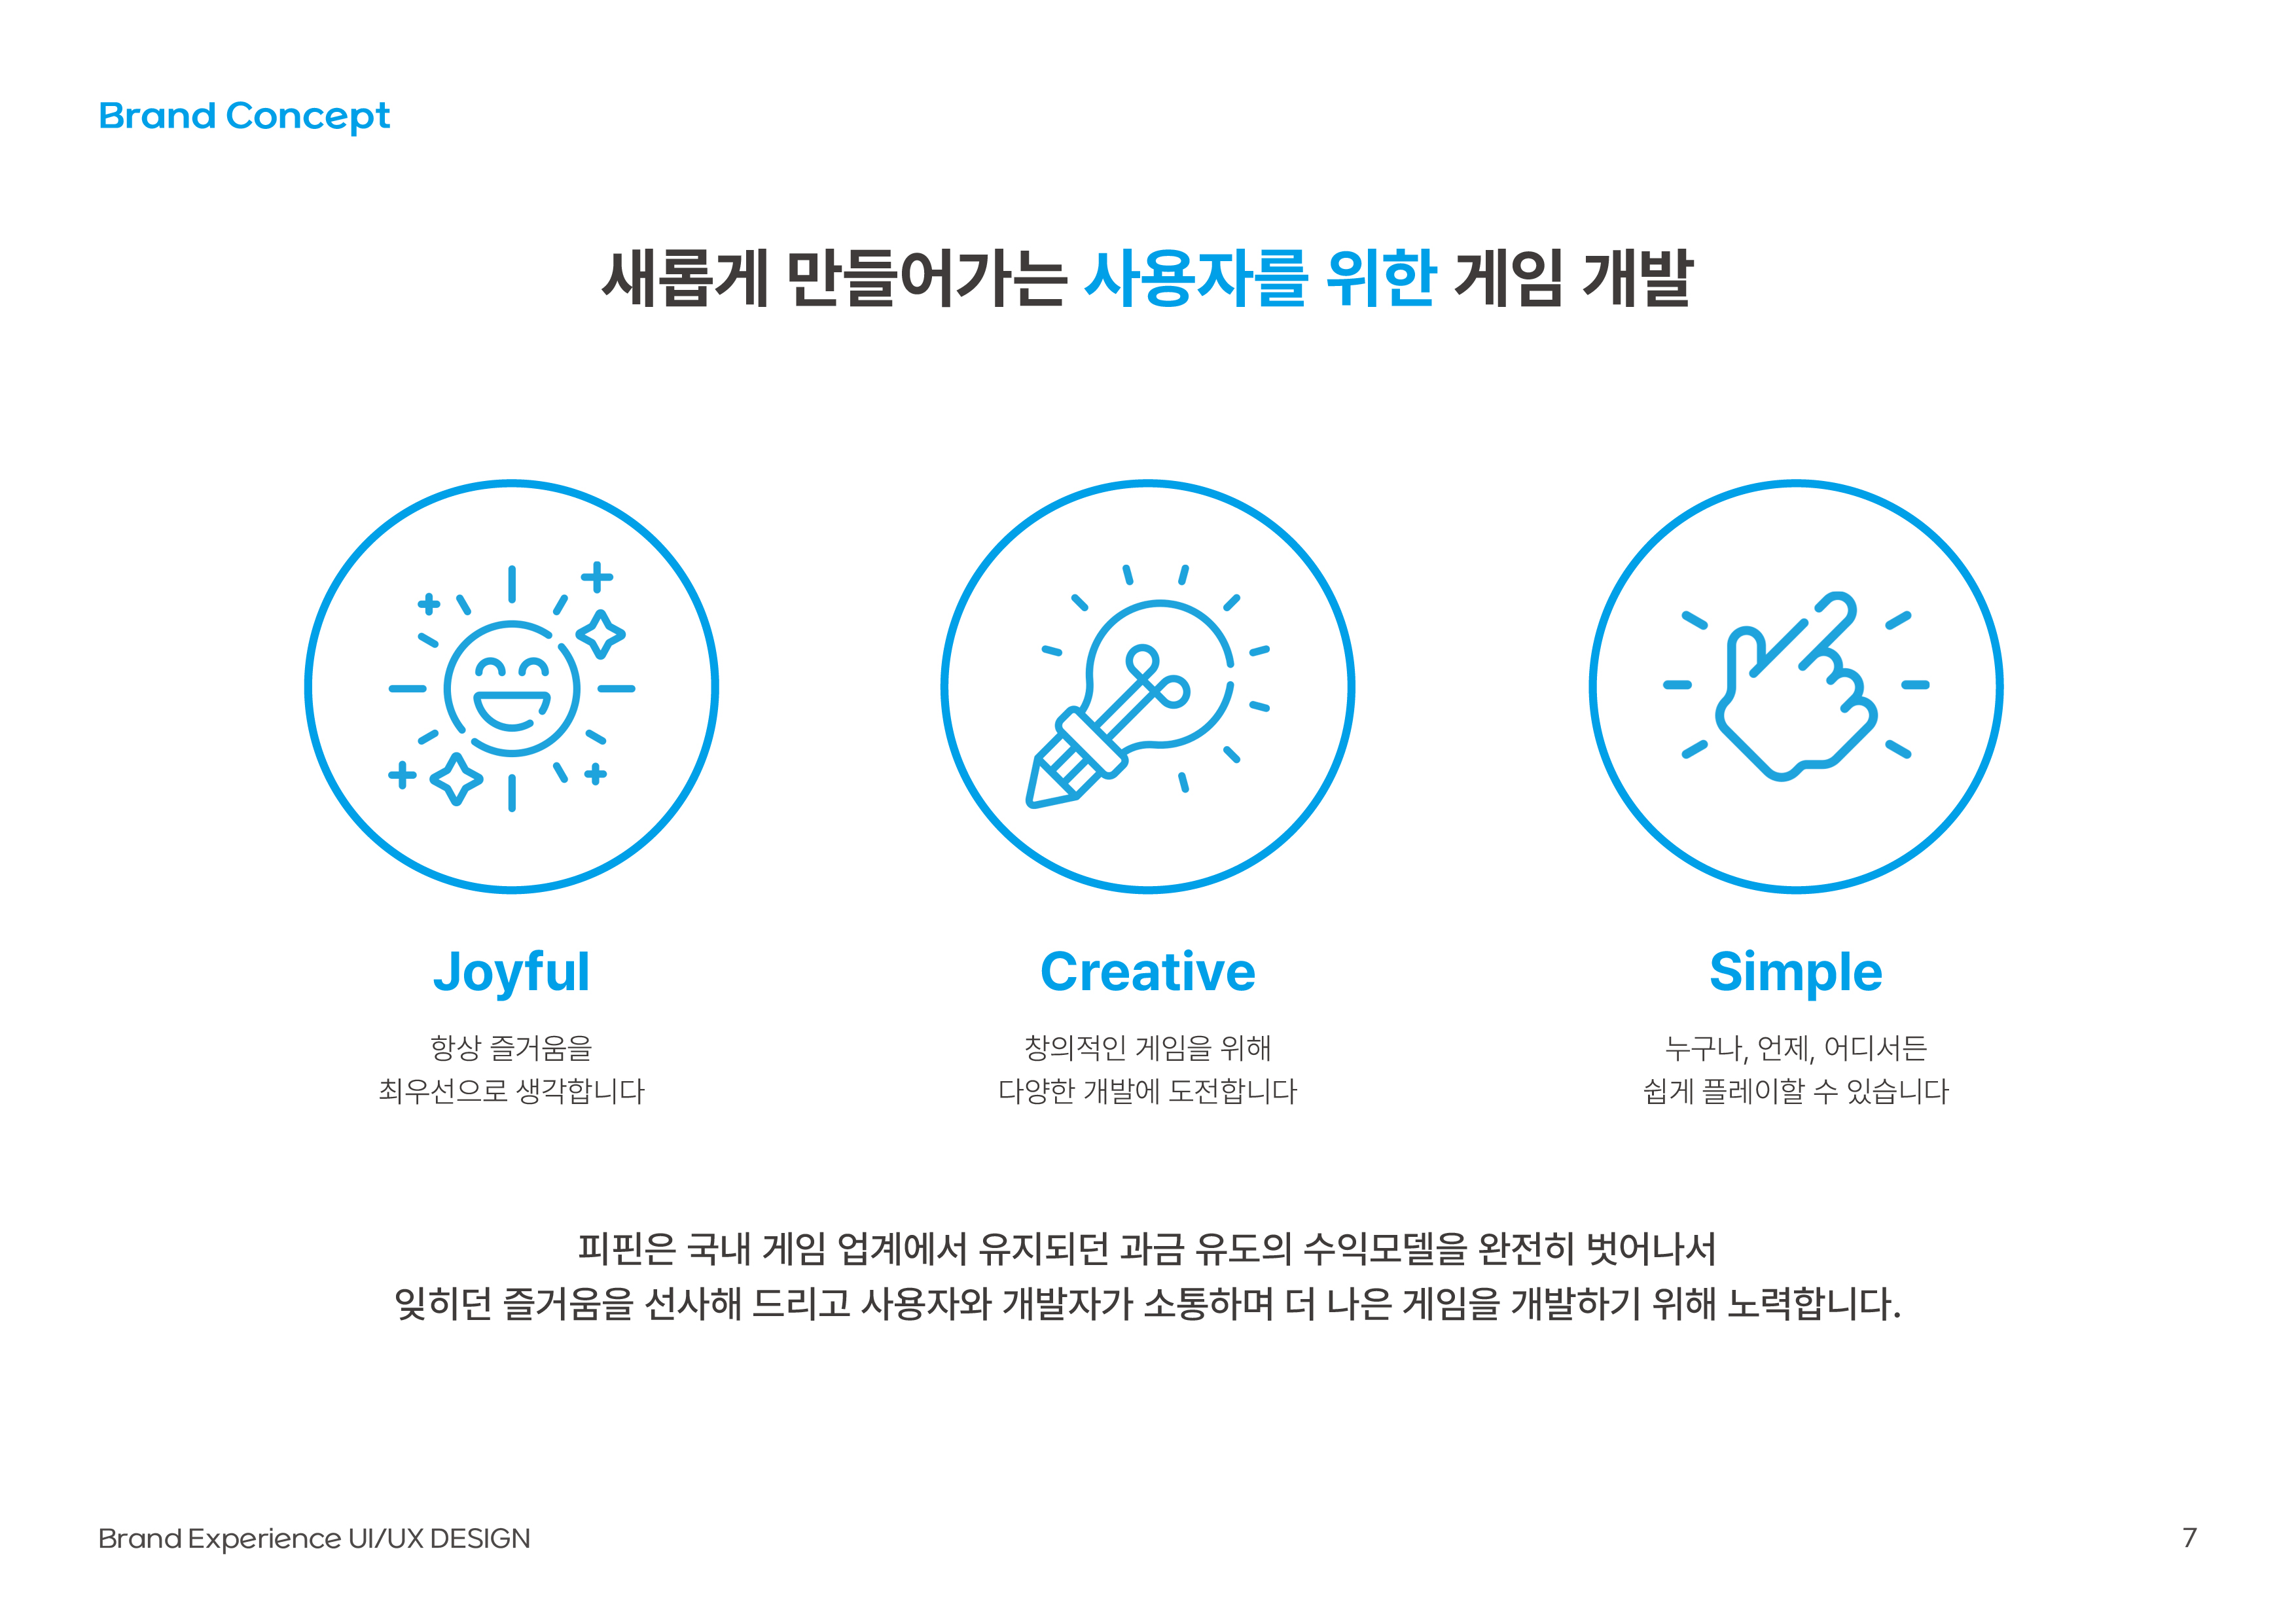 Brand Concept
새롭게 만들어가는 사용자를 위한 게임 개발
Joyful
항상 즐거움을
최우선으로 생각합니다
Creative
창의적인 게임을 위해
다양한 개발에 도전합니다
Simple
누구나, 언제, 어디서든
쉽게 플레이할 수 있습니다
피핀은 국내 게임 업계에서 유지되던 과금 유도의 수익모델을 완전히 벗어나서
잊히던 즐거움을 선사해 드리고 사용자와 개발자가 소통하며 더 나은 게임을 개발하기 위해 노력합니다.
Brand Experience UI/UX DESIGN
7